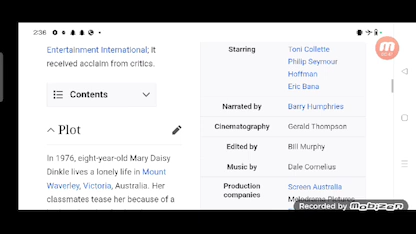 2:36
Entertainment International; it
received acclaim from critics.
Contents
Plot
In 1976, eight-year-old Mary Daisy
Dinkle lives a lonely life in Mount
Waverley, Victoria, Australia. Her
classmates tease her because of a
Starring Toni Collette
Philip Seymour
Hoffman
Eric Bana
Narrated by Barry Humphries
Cinematography Gerald Thompson
Edited by Bill Murphy
Music by Dale Cornelius
Production Screen Australia
companies Melodrama Pictures
Recorded by Mobizen